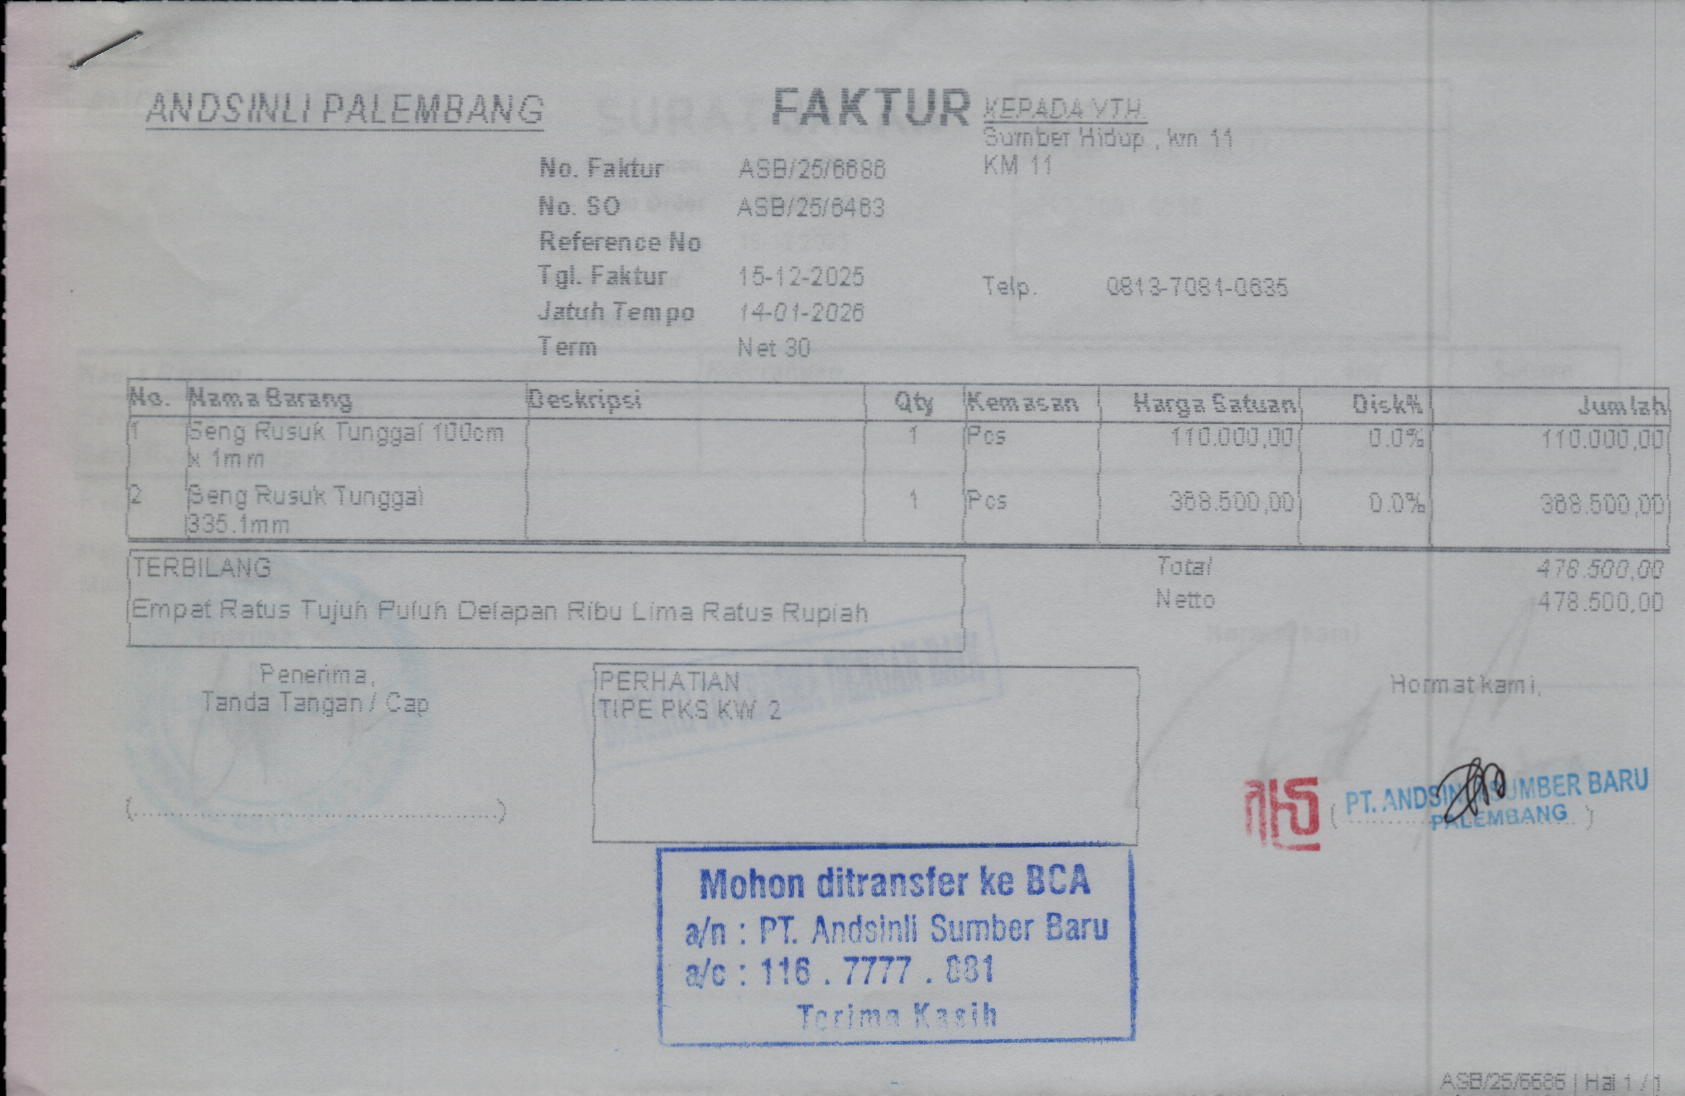 ANDSINLI PALEMBANG
FAKTUR
KEPADA YTH.
Sumber Hidup , km 11
KM 11
No. Faktur ASB/25/6686
No. SO ASB/25/6463
Reference No
Tgl. Faktur 15-12-2025
Telp. 0813-7081-0635
Jatuh Tempo 14-01-2026
Term Net 30
No. Nama Barang Deskripsi Qty Kemasan Harga Satuan Disk% Jumlah
1 Seng Rusuk Tunggal 100cm 1 Pcs 110.000,00 0.0% 110.000,00
x 1mm
2 Seng Rusuk Tunggal 1 Pcs 368.500,00 0.0% 368.500,00
335.1mm
TERBILANG
Empat Ratus Tujuh Puluh Delapan Ribu Lima Ratus Rupiah
Total 478.500,00
Netto 478.500,00
Penerima,
Tanda Tangan / Cap
PERHATIAN
TIPE PKS KW 2
Hormat kami,
PT. ANDSINLI SUMBER BARU
PALEMBANG
Mohon ditransfer ke BCA
a/n : PT. Andsinli Sumber Baru
a/c : 116 . 7777 . 881
Terima Kasih
ASB/25/6686 | Hal 1 / 1